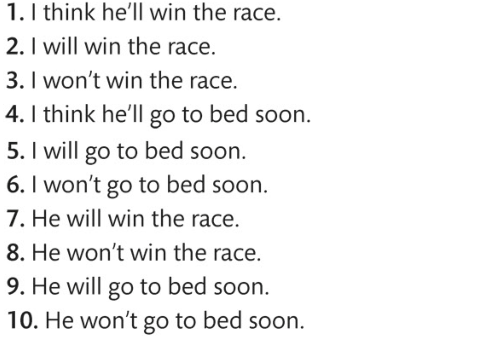 1. I think he’ll win the race.
2. I will win the race.
3. I won’t win the race.
4. I think he’ll go to bed soon.
5. I will go to bed soon.
6. I won’t go to bed soon.
7. He will win the race.
8. He won’t win the race.
9. He will go to bed soon.
10. He won’t go to bed soon.